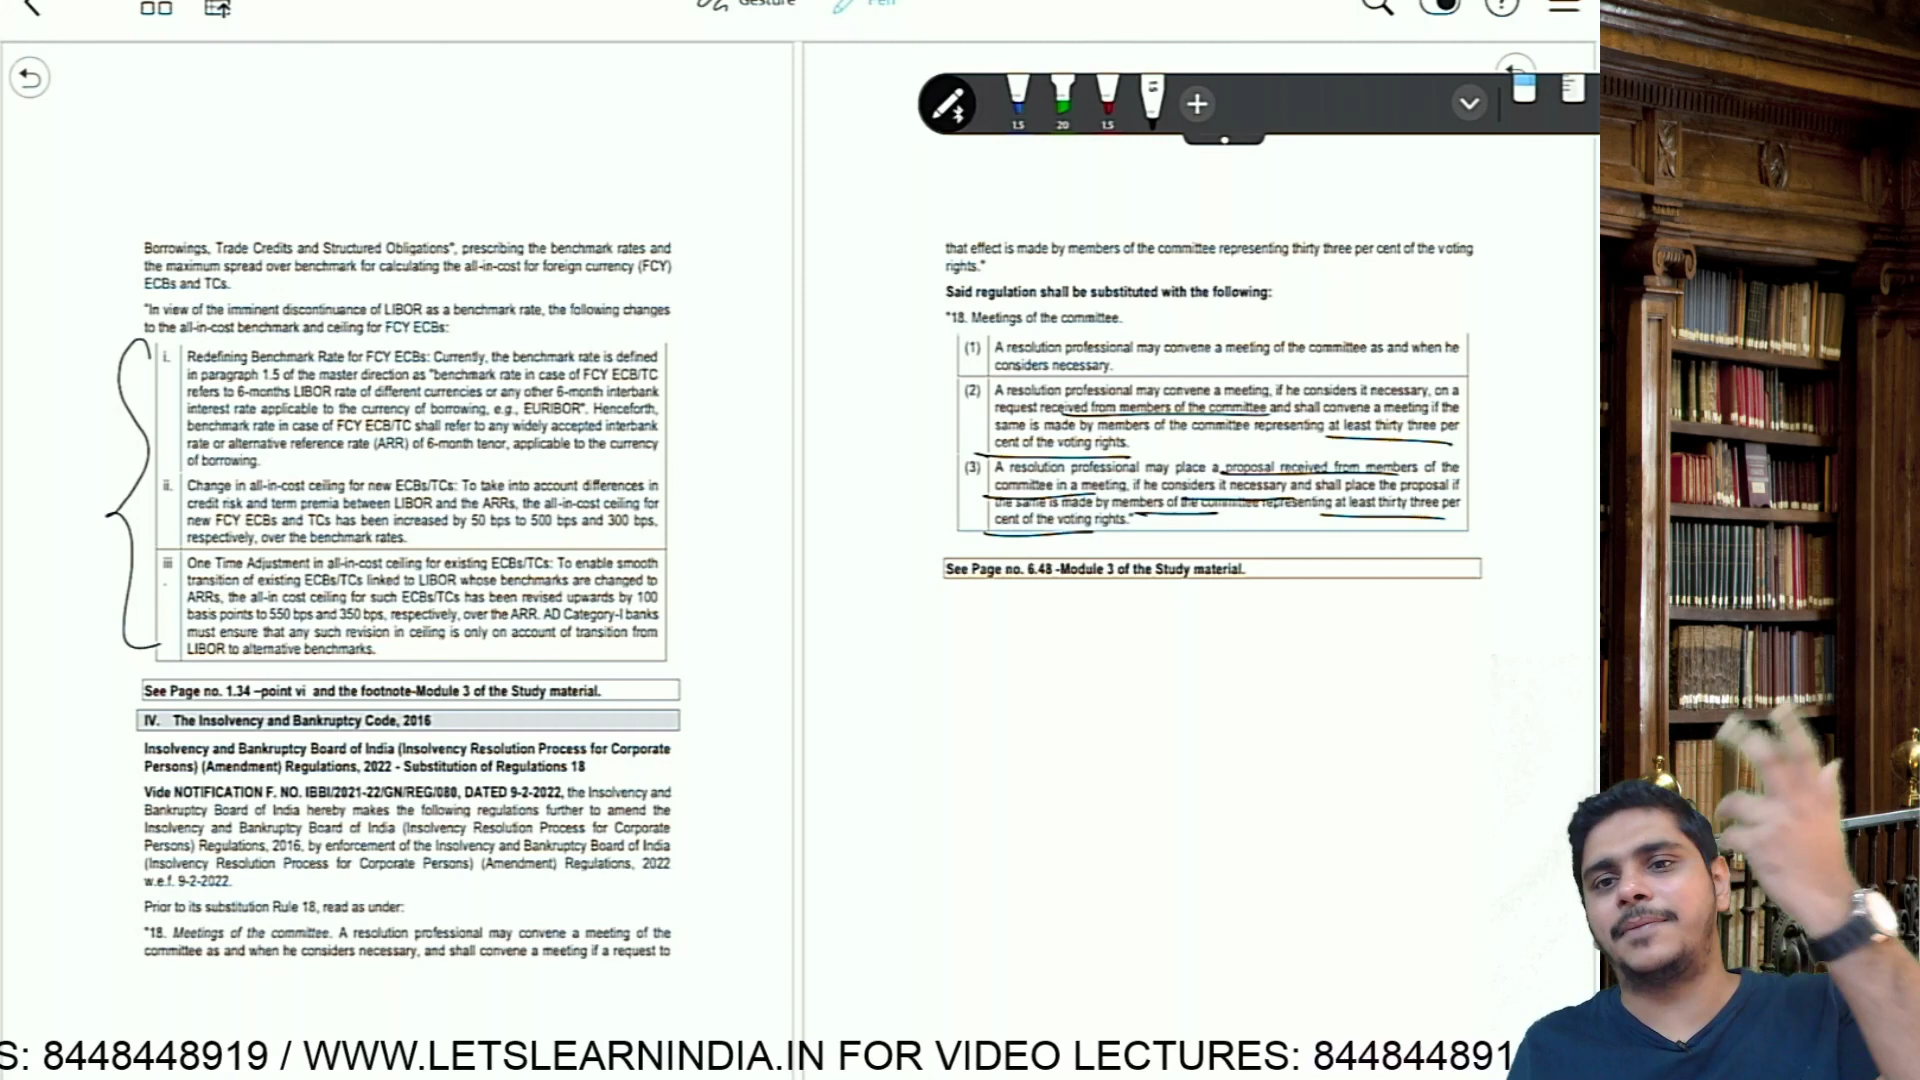 Gesture
Pen
1.5
20
1.5
1.5
Borrowings, Trade Credits and Structured Obligations", prescribing the benchmark rates and
the maximum spread over benchmark for calculating the all-in-cost for foreign currency (FCY)
ECBs and TCs.
"In view of the imminent discontinuance of LIBOR as a benchmark rate, the following changes
to the all-in-cost benchmark and ceiling for FCY ECBs:
i. Redefining Benchmark Rate for FCY ECBs: Currently, the benchmark rate is defined
in paragraph 1.5 of the master direction as "benchmark rate in case of FCY ECB/TC
refers to 6-months LIBOR rate of different currencies or any other 6-month interbank
interest rate applicable to the currency of borrowing, e.g., EURIBOR". Henceforth,
benchmark rate in case of FCY ECB/TC shall refer to any widely accepted interbank
rate or alternative reference rate (ARR) of 6-month tenor, applicable to the currency
of borrowing.
ii. Change in all-in-cost ceiling for new ECBs/TCs: To take into account differences in
credit risk and term premia between LIBOR and the ARRs, the all-in-cost ceiling for
new FCY ECBs and TCs has been increased by 50 bps to 500 bps and 300 bps,
respectively, over the benchmark rates.
iii. One Time Adjustment in all-in-cost ceiling for existing ECBs/TCs: To enable smooth
transition of existing ECBs/TCs linked to LIBOR whose benchmarks are changed to
ARRs, the all-in cost ceiling for such ECBs/TCs has been revised upwards by 100
basis points to 550 bps and 350 bps, respectively, over the ARR. AD Category-I banks
must ensure that any such revision in ceiling is only on account of transition from
LIBOR to alternative benchmarks.
See Page no. 1.34 –point vi and the footnote-Module 3 of the Study material.
IV. The Insolvency and Bankruptcy Code, 2016
Insolvency and Bankruptcy Board of India (Insolvency Resolution Process for Corporate
Persons) (Amendment) Regulations, 2022 - Substitution of Regulations 18
Vide NOTIFICATION F. NO. IBBI/2021-22/GN/REG/080, DATED 9-2-2022, the Insolvency and
Bankruptcy Board of India hereby makes the following regulations further to amend the
Insolvency and Bankruptcy Board of India (Insolvency Resolution Process for Corporate
Persons) Regulations, 2016, by enforcement of the Insolvency and Bankruptcy Board of India
(Insolvency Resolution Process for Corporate Persons) (Amendment) Regulations, 2022
w.e.f. 9-2-2022.
Prior to its substitution Rule 18, read as under:
"18. Meetings of the committee. A resolution professional may convene a meeting of the
committee as and when he considers necessary, and shall convene a meeting if a request to
that effect is made by members of the committee representing thirty three per cent of the voting
rights."
Said regulation shall be substituted with the following:
"18. Meetings of the committee.
(1) A resolution professional may convene a meeting of the committee as and when he
considers necessary.
(2) A resolution professional may convene a meeting, if he considers it necessary, on a
request received from members of the committee and shall convene a meeting if the
same is made by members of the committee representing at least thirty three per
cent of the voting rights.
(3) A resolution professional may place a proposal received from members of the
committee in a meeting, if he considers it necessary and shall place the proposal if
the same is made by members of the committee representing at least thirty three per
cent of the voting rights."
See Page no. 6.48 -Module 3 of the Study material.
S: 8448448919 / WWW.LETSLEARNINDIA.IN FOR VIDEO LECTURES: 844844891